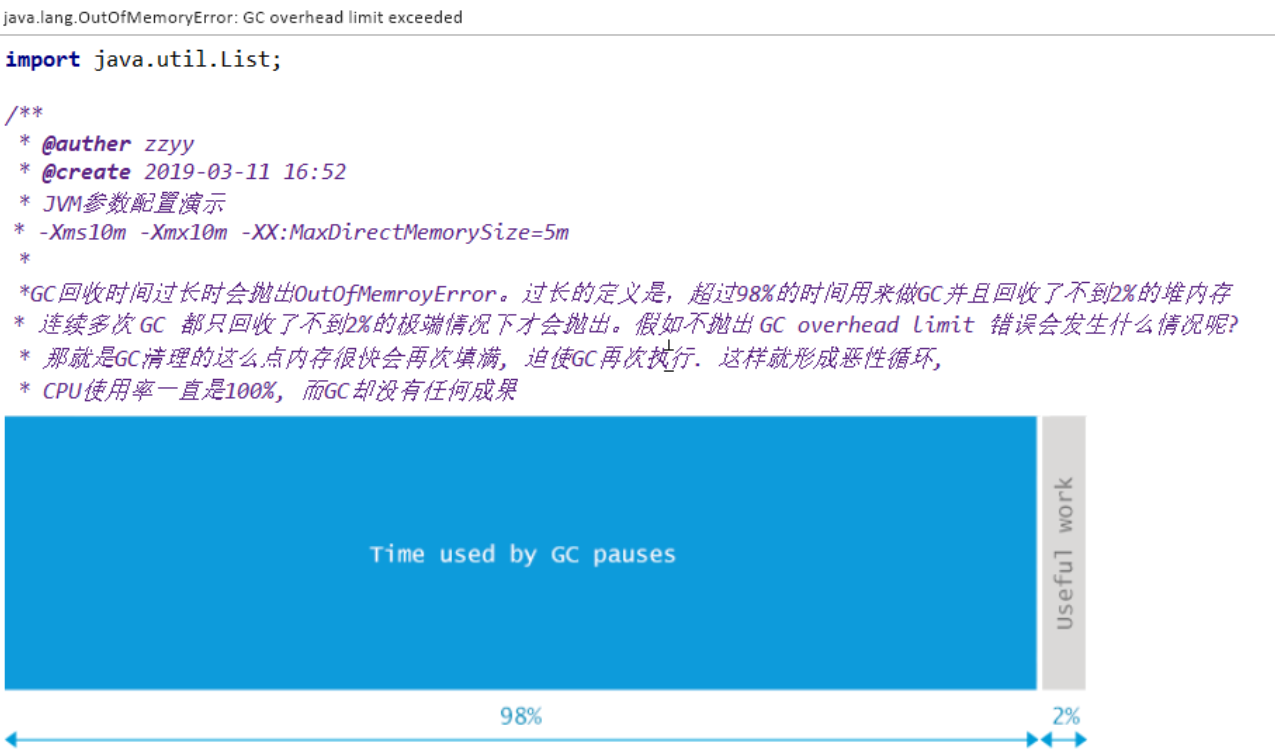 java.lang.OutOfMemoryError: GC overhead limit exceeded
import java.util.List;
/**
* @auther zzyy
* @create 2019-03-11 16:52
* JVM参数配置演示
* -Xms10m -Xmx10m -XX:MaxDirectMemorySize=5m
*
*GC回收时间过长时会抛出OutOfMemroyError。过长的定义是，超过98%的时间用来做GC并且回收了不到2%的堆内存
* 连续多次 GC 都只回收了不到2%的极端情况下才会抛出。假如不抛出 GC overhead limit 错误会发生什么情况呢?
* 那就是GC清理的这么点内存很快会再次填满, 迫使GC再次执行. 这样就形成恶性循环,
* CPU使用率一直是100%, 而GC却没有任何成果
Time used by GC pauses
Useful work
98%
2%